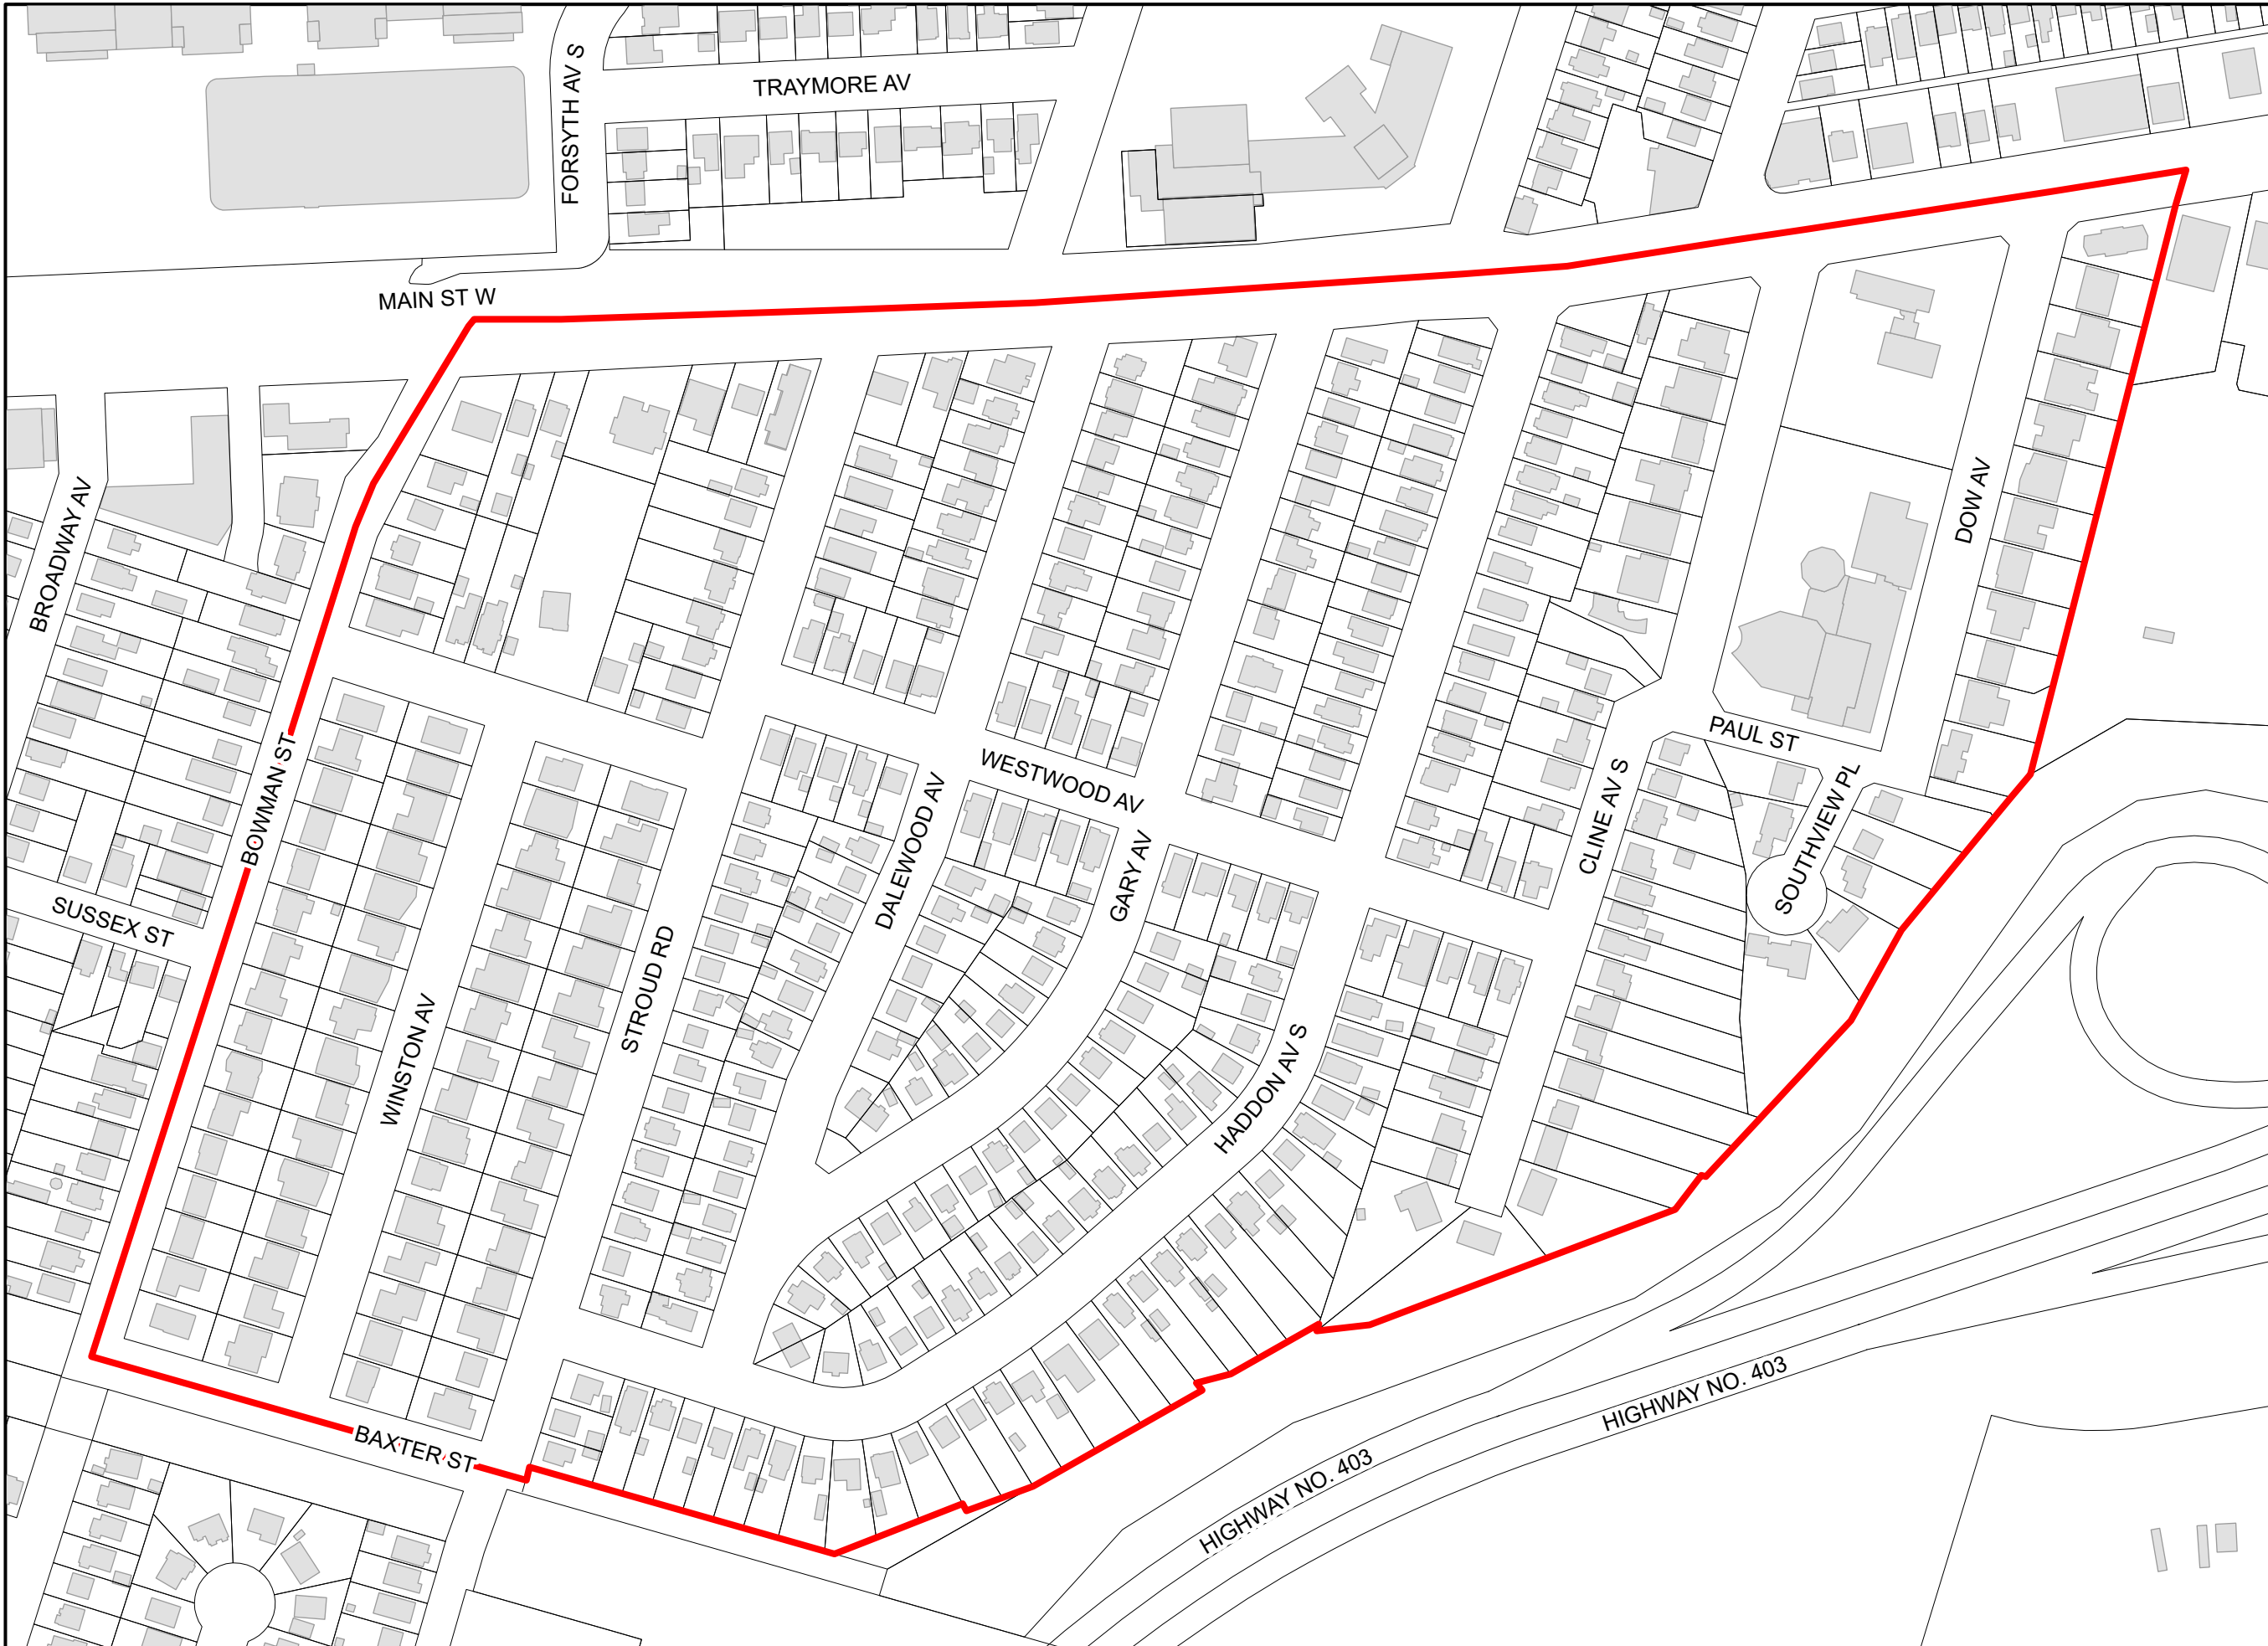 FORSYTH AV S
TRAYMORE AV
MAIN ST W
BROADWAY AV
DOW AV
BOWMAN ST
PAUL ST
WESTWOOD AV
SOUTHVIEW PL
CLINE AV S
DALEWOOD AV
GARY AV
SUSSEX ST
STROUD RD
WINSTON AV
HADDON AV S
HIGHWAY NO. 403
BAXTER ST
HIGHWAY NO. 403